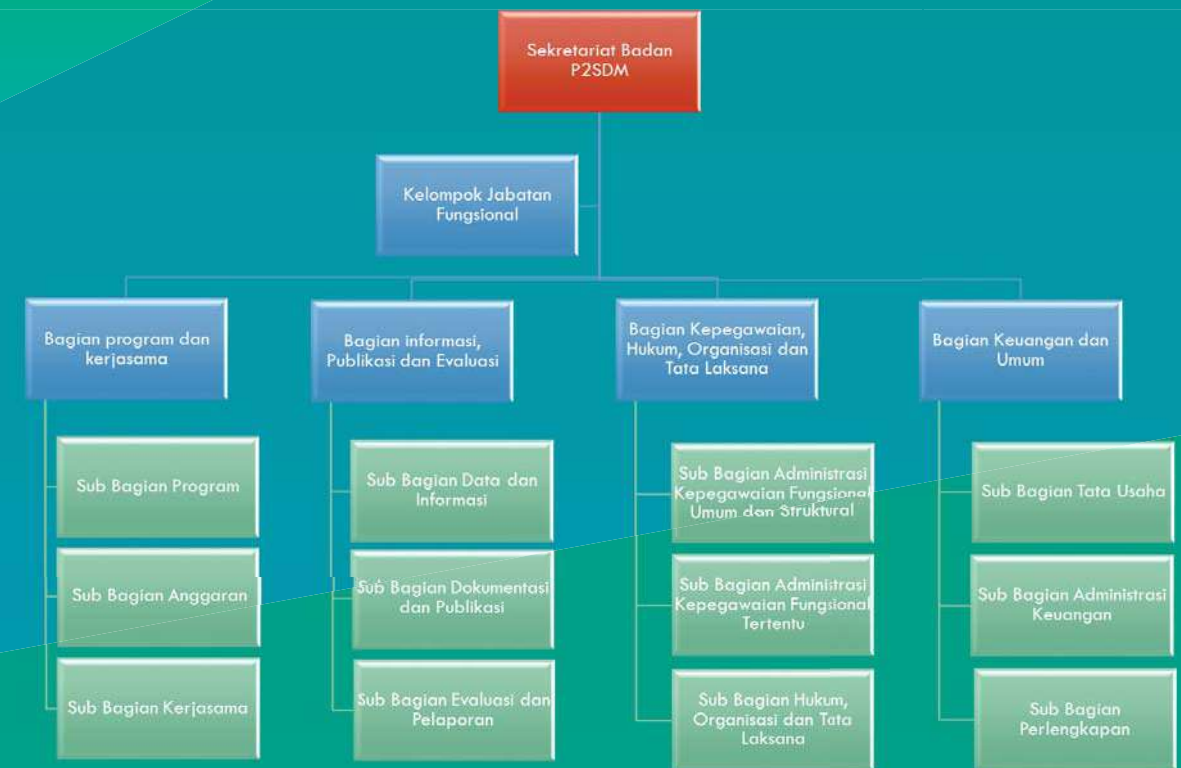 Sekretariat Badan
P2SDM
Kelompok Jabatan
Fungsional
Bagian program dan
kerjasama
Sub Bagian Program
Sub Bagian Anggaran
Sub Bagian Kerjasama
Bagian informasi,
Publikasi dan Evaluasi
Sub Bagian Data dan
Informasi
Sub Bagian Dokumentasi
dan Publikasi
Sub Bagian Evaluasi dan
Pelaporan
Bagian Kepegawaian,
Hukum, Organisasi dan
Tata Laksana
Sub Bagian Administrasi
Kepegawaian Fungsional
Umum dan Struktural
Sub Bagian Administrasi
Kepegawaian Fungsional
Tertentu
Sub Bagian Hukum,
Organisasi dan Tata
Laksana
Bagian Keuangan dan
Umum
Sub Bagian Tata Usaha
Sub Bagian Administrasi
Keuangan
Sub Bagian
Perlengkapan